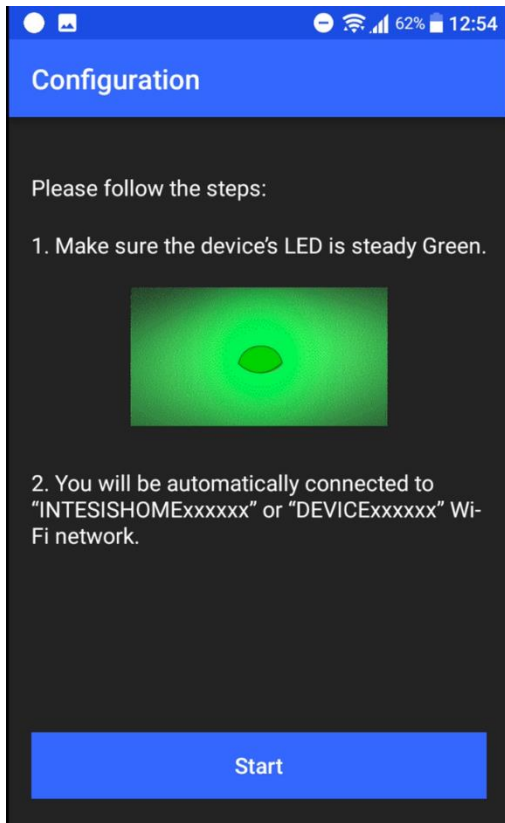 62% 12:54
Configuration
Please follow the steps:
1. Make sure the device’s LED is steady Green.
2. You will be automatically connected to
“INTESISHOMExxxxxx” or “DEVICExxxxxx” Wi-
Fi network.
Start